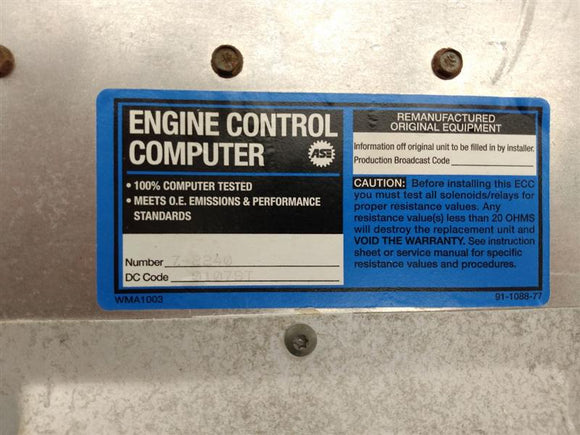 ENGINE CONTROL
COMPUTER
ASE
• 100% COMPUTER TESTED
• MEETS O.E. EMISSIONS & PERFORMANCE
STANDARDS
Number 7-8240
DC Code
WMA1003
REMANUFACTURED
ORIGINAL EQUIPMENT
Information off original unit to be filled in by installer.
Production Broadcast Code
CAUTION: Before installing this ECC
you must test all solenoids/relays for
proper resistance values. Any
resistance value(s) less than 20 OHMS
will destroy the replacement unit and
VOID THE WARRANTY. See instruction
sheet or service manual for specific
resistance values and procedures.
91-1088-77